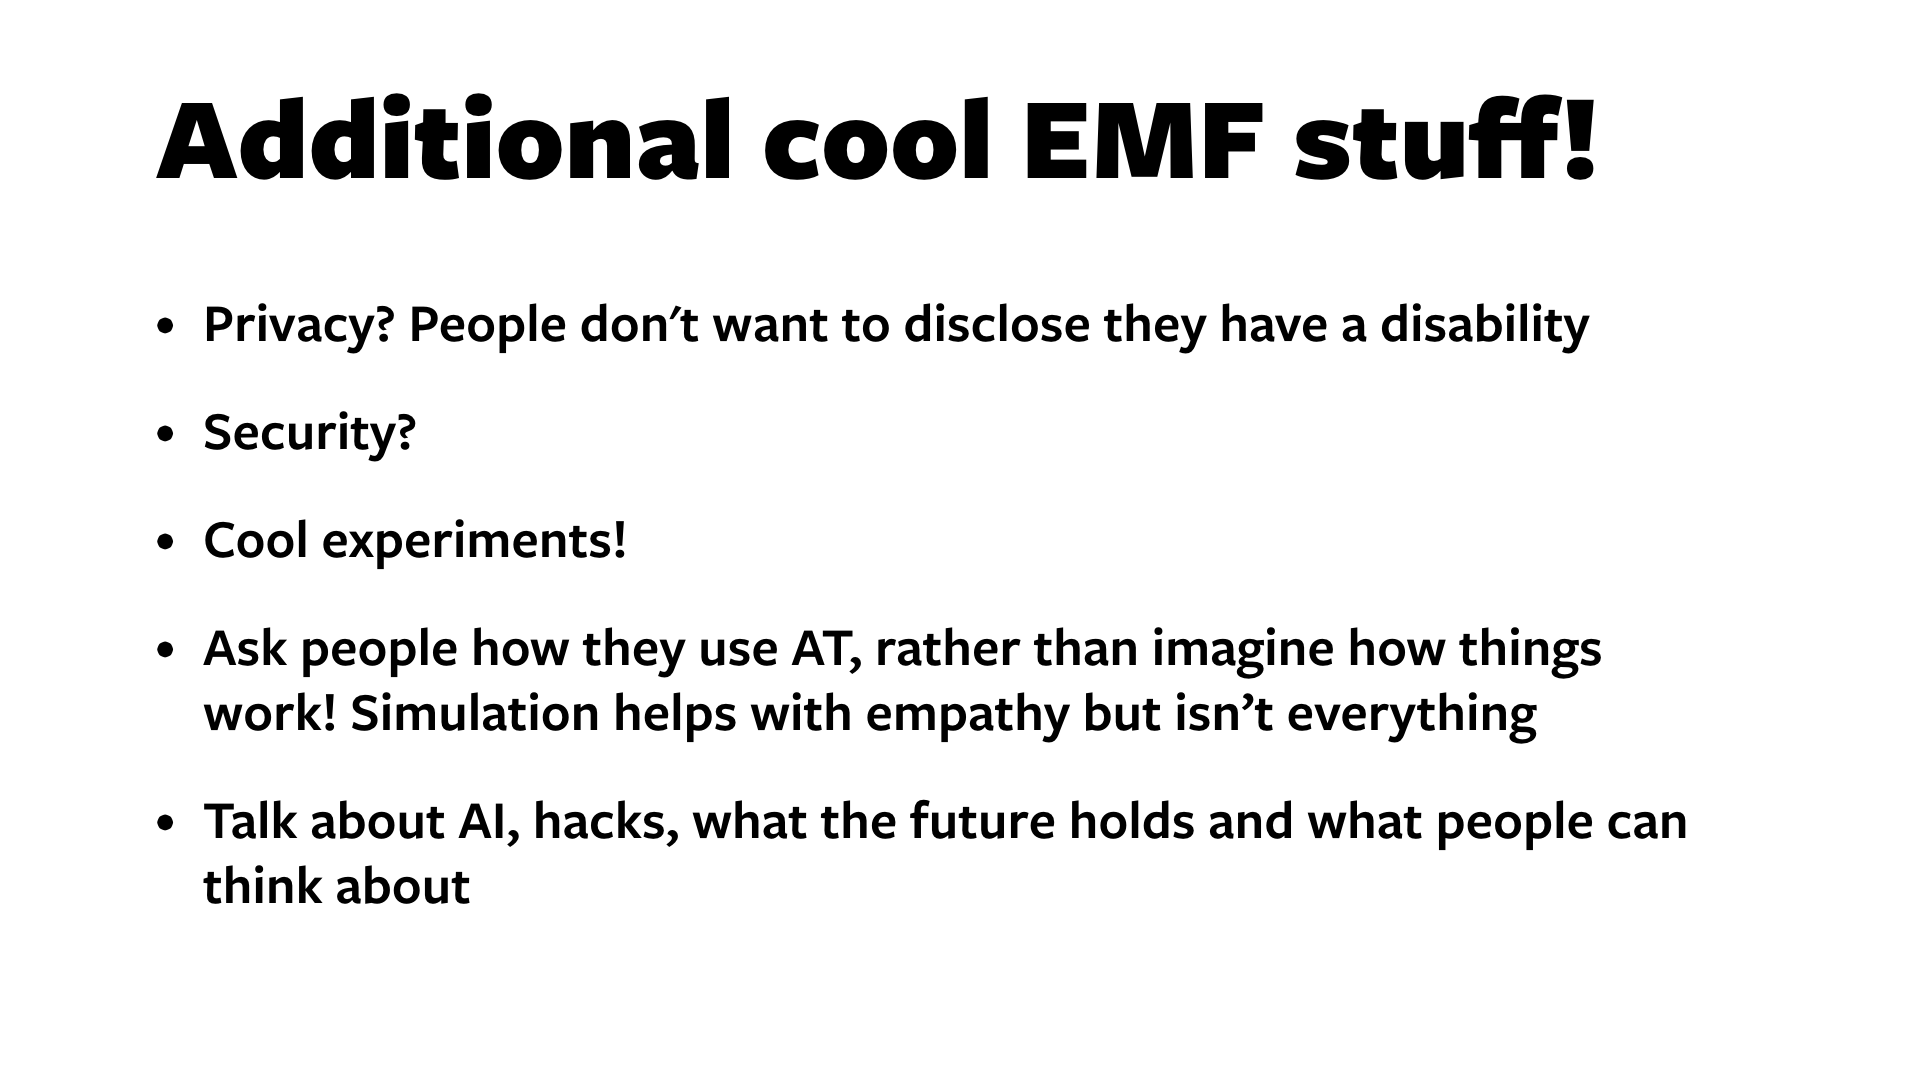 Additional cool EMF stuff!
• Privacy? People don't want to disclose they have a disability
• Security?
• Cool experiments!
• Ask people how they use AT, rather than imagine how things
work! Simulation helps with empathy but isn’t everything
• Talk about AI, hacks, what the future holds and what people can
think about